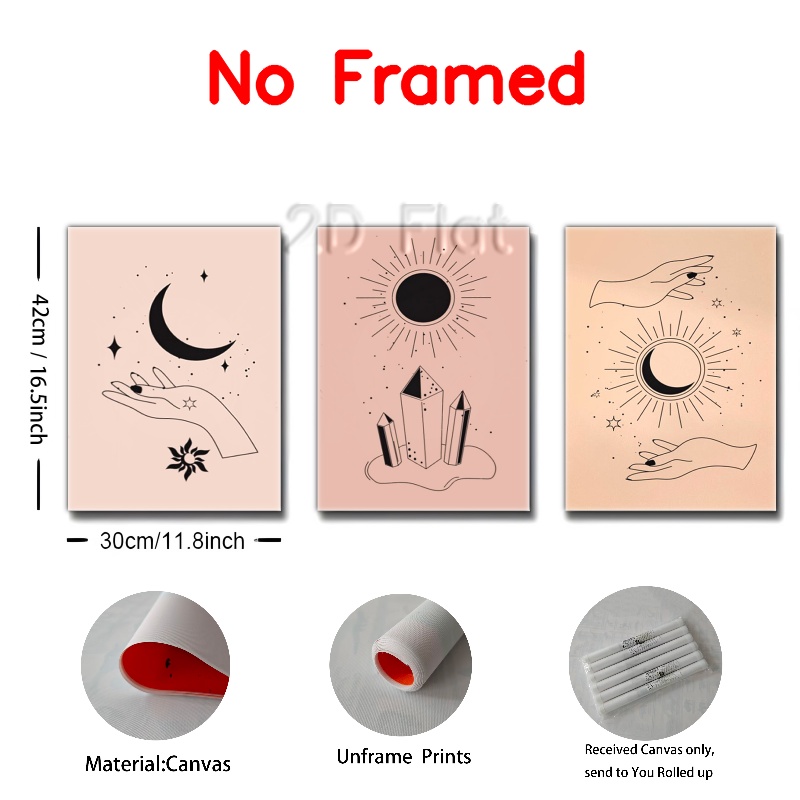 No Framed
2D Flat
42cm / 16.5inch
30cm/11.8inch
Material:Canvas
Unframe Prints
Received Canvas only,
send to You Rolled up